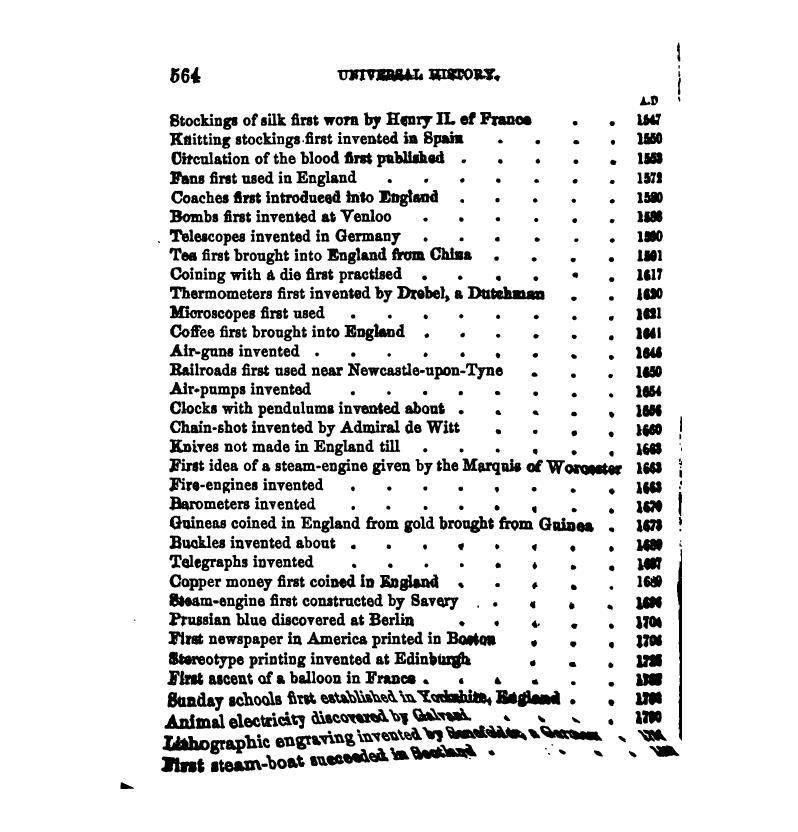 564 UNIVERSAL HISTORY.
A.D
Stockings of silk first worn by Henry II. of France . . 1547
Knitting stockings first invented in Spain . . . . 1550
Circulation of the blood first published . . . . . 1553
Fans first used in England . . . . . . . 1572
Coaches first introduced into England . . . . . 1580
Bombs first invented at Venloo . . . . . . 1588
Telescopes invented in Germany . . . . . . 1590
Tea first brought into England from China . . . . 1591
Coining with a die first practised . . . . . . 1617
Thermometers first invented by Drebel, a Dutchman . . 1620
Microscopes first used . . . . . . . . 1621
Coffee first brought into England . . . . . . 1641
Air-guns invented . . . . . . . . . 1646
Railroads first used near Newcastle-upon-Tyne . . . 1650
Air-pumps invented . . . . . . . . 1654
Clocks with pendulums invented about . . . . . 1656
Chain-shot invented by Admiral de Witt . . . . 1660
Knives not made in England till . . . . . . 1663
First idea of a steam-engine given by the Marquis of Worcester 1663
Fire-engines invented . . . . . . . . 1663
Barometers invented . . . . . . . . 1670
Guineas coined in England from gold brought from Guinea . 1673
Buckles invented about . . . . . . . . 1680
Telegraphs invented . . . . . . . . 1687
Copper money first coined in England . . . . . 1689
Steam-engine first constructed by Savery . . . . 1696
Prussian blue discovered at Berlin . . . . . 1704
First newspaper in America printed in Boston . . . 1704
Stereotype printing invented at Edinburgh . . . 1725
First ascent of a balloon in France . . . . . .
Sunday schools first established in Yorkshire, England . .
Animal electricity discovered by Galvani. . . . . 1790
Lithographic engraving invented by Senefelder, a German .
First steam-boat succeeded in Scotland . . . . .